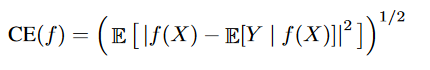 CE(f) = ( 𝔼 [ |f(X) − 𝔼[Y | f(X)]|² ] )^{1/2}